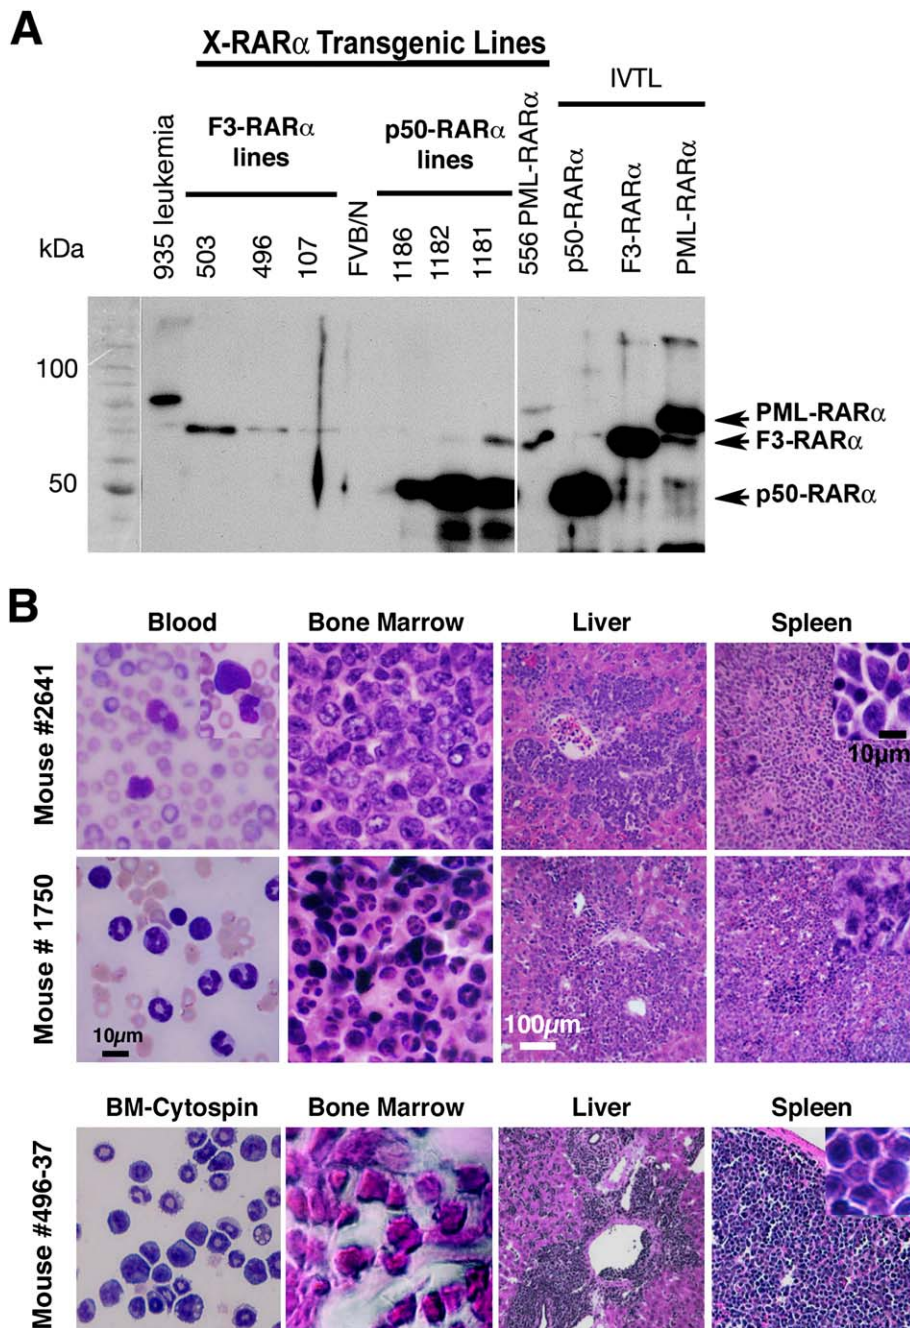 A
X-RARα Transgenic Lines
IVTL
F3-RARα
lines
p50-RARα
lines
kDa
935 leukemia
503
496
107
FVB/N
1186
1182
1181
556 PML-RARα
p50-RARα
F3-RARα
PML-RARα
100
50
PML-RARα
F3-RARα
p50-RARα
B
Blood
Bone Marrow
Liver
Spleen
Mouse #2641
10µm
Mouse # 1750
10µm
100µm
BM-Cytospin
Bone Marrow
Liver
Spleen
Mouse #496-37